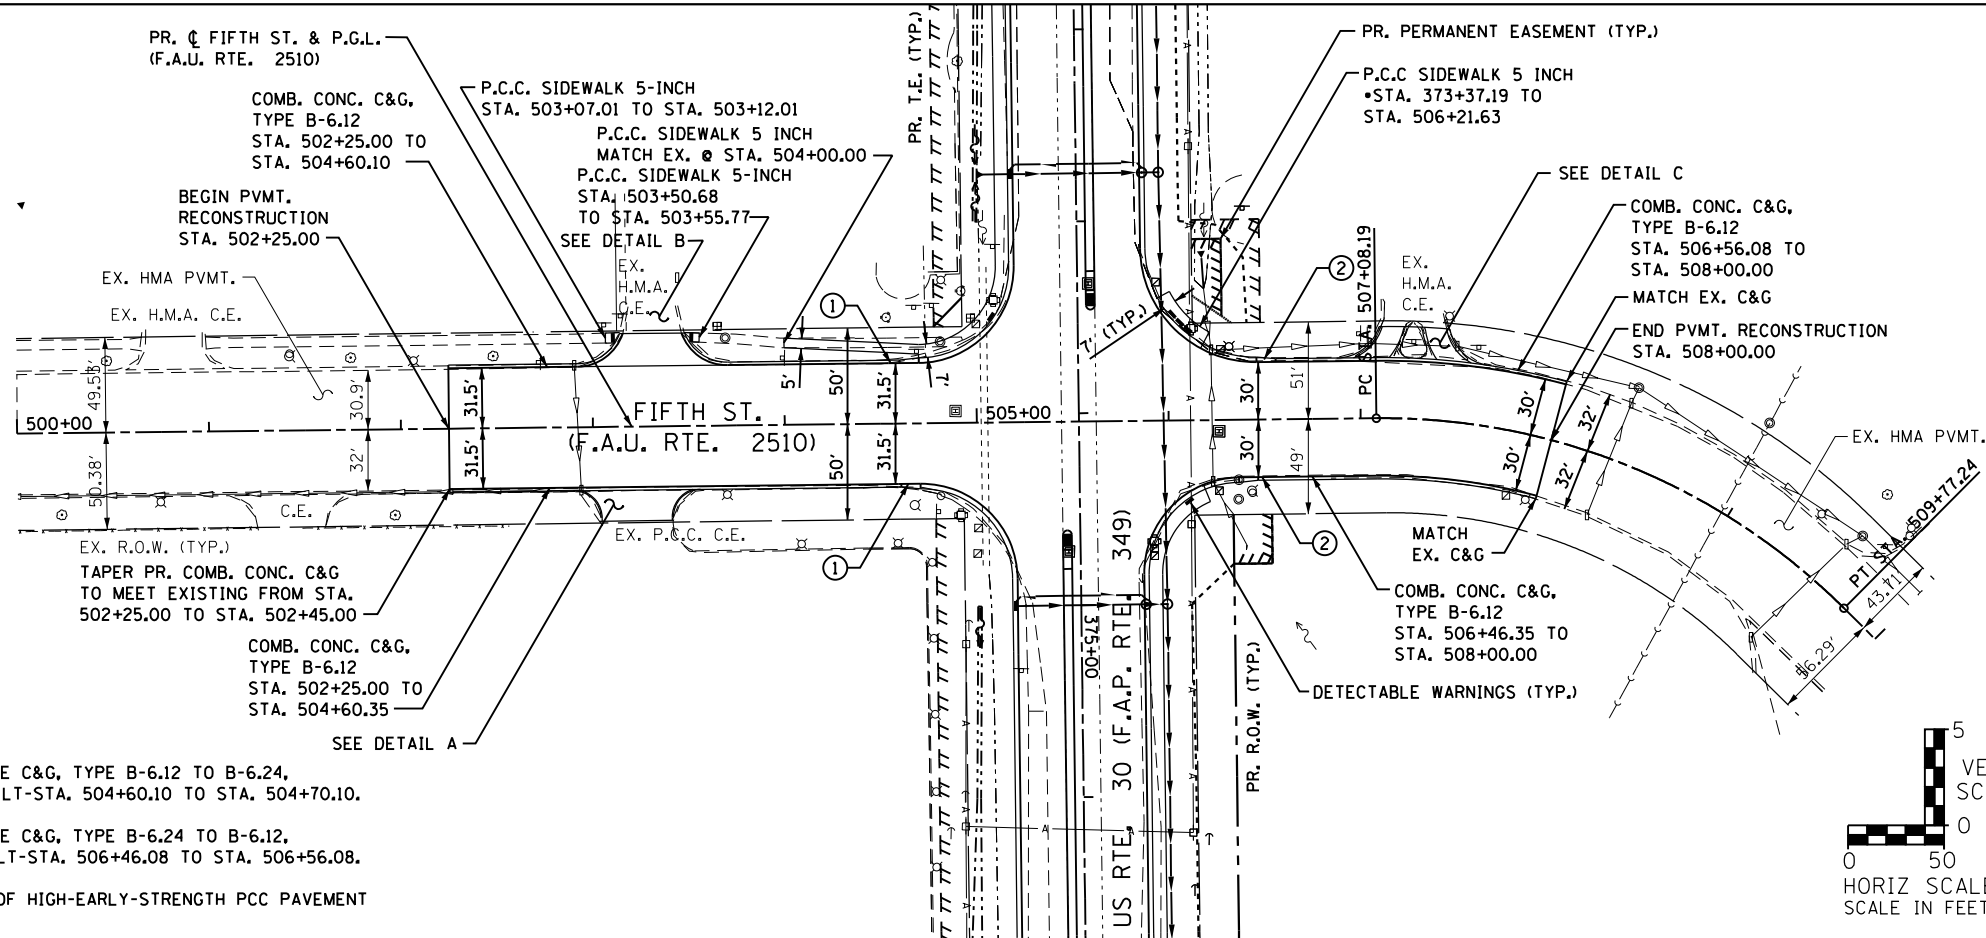 PR. ℄ FIFTH ST. & P.G.L.
(F.A.U. RTE. 2510)
COMB. CONC. C&G,
TYPE B-6.12
STA. 502+25.00 TO
STA. 504+60.10
BEGIN PVMT.
RECONSTRUCTION
STA. 502+25.00
EX. HMA PVMT.
EX. H.M.A. C.E.
P.C.C. SIDEWALK 5-INCH
STA. 503+07.01 TO STA. 503+12.01
P.C.C. SIDEWALK 5 INCH
MATCH EX. @ STA. 504+00.00
P.C.C. SIDEWALK 5-INCH
STA. 503+50.68
TO STA. 503+55.77
SEE DETAIL B
EX.
H.M.A.
C.E.
PR. T.E. (TYP.)
PR. PERMANENT EASEMENT (TYP.)
P.C.C SIDEWALK 5 INCH
•STA. 373+37.19 TO
STA. 506+21.63
SEE DETAIL C
COMB. CONC. C&G,
TYPE B-6.12
STA. 506+56.08 TO
STA. 508+00.00
MATCH EX. C&G
END PVMT. RECONSTRUCTION
STA. 508+00.00
EX.
H.M.A.
C.E.
PC STA. 507+08.19
7' (TYP.)
1
2
49.53'
30.9'
31.5'
5'
50'
31.5'
7'
30'
51'
30'
32'
500+00
FIFTH ST.
(F.A.U. RTE. 2510)
505+00
50.38'
32'
31.5'
50'
31.5'
30'
49'
30'
32'
EX. HMA PVMT.
PT STA. 509+77.24
43.71'
56.29'
C.E.
EX. R.O.W. (TYP.)
EX. P.C.C. C.E.
1
2
TAPER PR. COMB. CONC. C&G
TO MEET EXISTING FROM STA.
502+25.00 TO STA. 502+45.00
COMB. CONC. C&G,
TYPE B-6.12
STA. 502+25.00 TO
STA. 504+60.35
SEE DETAIL A
MATCH
EX. C&G
COMB. CONC. C&G,
TYPE B-6.12
STA. 506+46.35 TO
STA. 508+00.00
DETECTABLE WARNINGS (TYP.)
375+00
US RTE. 30 (F.A.P. RTE. 349)
PR. R.O.W. (TYP.)
E C&G, TYPE B-6.12 TO B-6.24,
LT-STA. 504+60.10 TO STA. 504+70.10.
E C&G, TYPE B-6.24 TO B-6.12,
LT-STA. 506+46.08 TO STA. 506+56.08.
OF HIGH-EARLY-STRENGTH PCC PAVEMENT
5
VE
SC
0
0 50
HORIZ SCALE
SCALE IN FEET